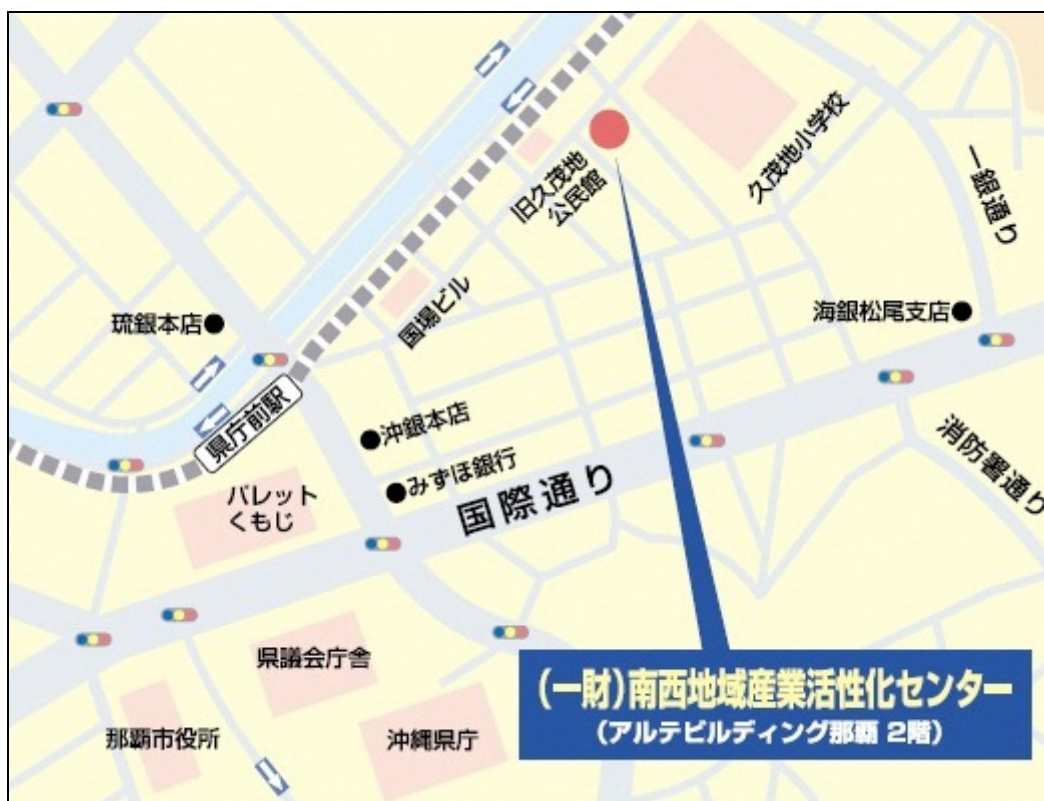 久茂地小学校
一銀通り
旧久茂地
公民館
国場ビル
琉銀本店
海銀松尾支店
県庁前駅
沖銀本店
消防署通り
みずほ銀行
パレット
くもじ
国際通り
県議会庁舎
(一財)南西地域産業活性化センター
(アルテビルディング那覇 2階)
那覇市役所
沖縄県庁